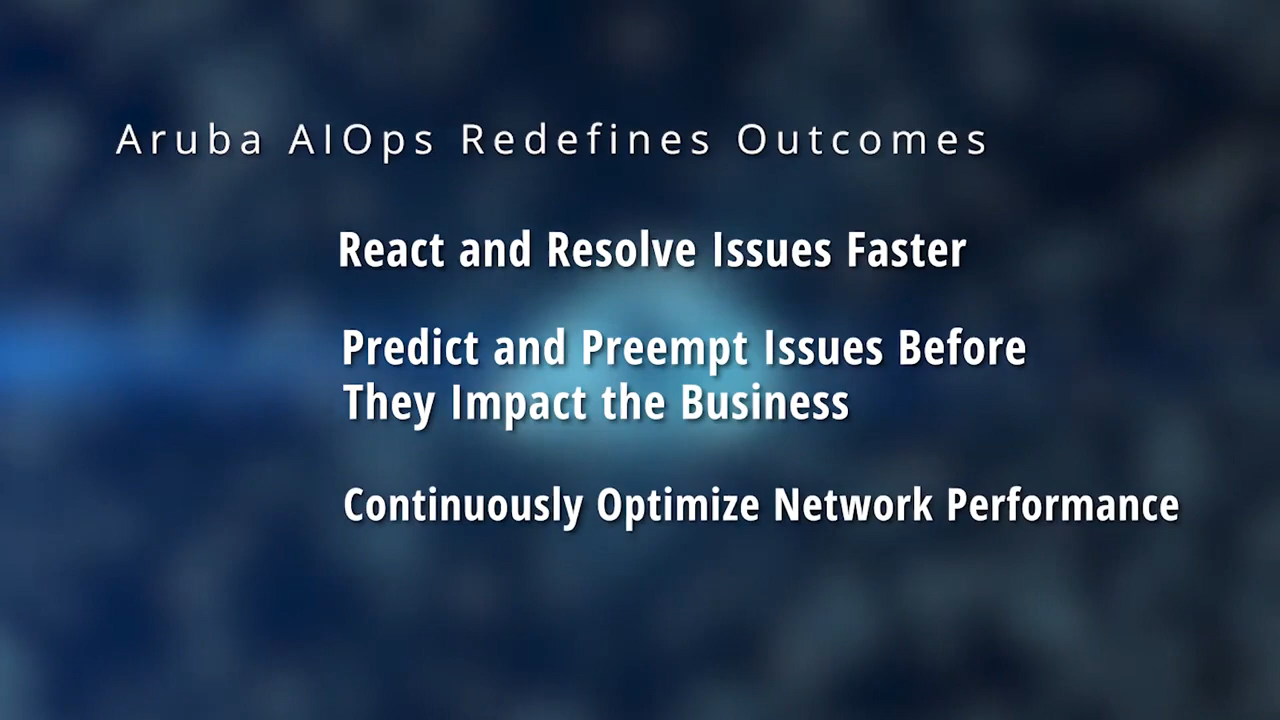 Aruba AIOps Redefines Outcomes
React and Resolve Issues Faster
Predict and Preempt Issues Before
They Impact the Business
Continuously Optimize Network Performance